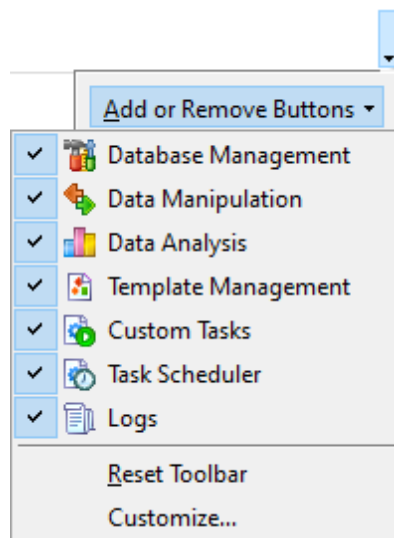 Add or Remove Buttons
Database Management
Data Manipulation
Data Analysis
Template Management
Custom Tasks
Task Scheduler
Logs
Reset Toolbar
Customize...